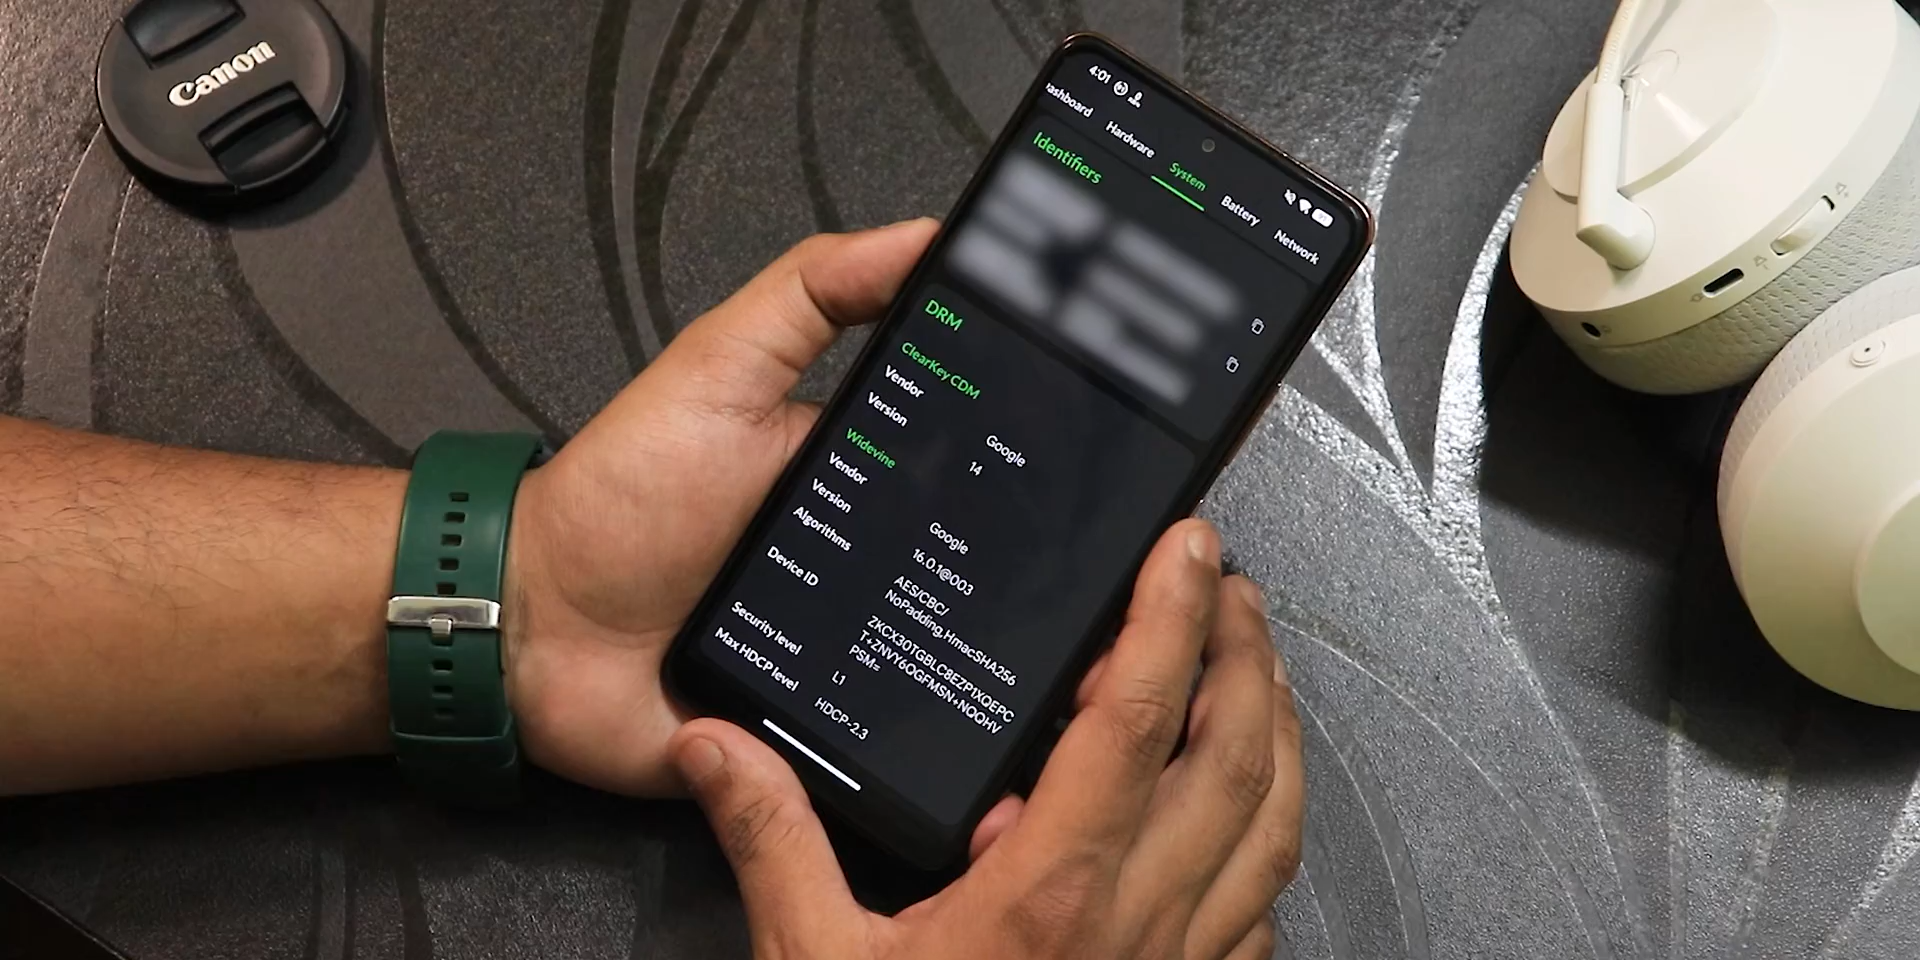 Canon
4:01
ashboard Hardware System Battery Network
Identifiers
DRM
ClearKey CDM
Vendor Google
Version 14
Widevine
Vendor Google
Version 16.0.1@003
Algorithms AES/CBC/
NoPadding,HmacSHA256
Device ID ZKCX30TGBLC8EZP1XQEPC
T+ZNVY6QGFMSN+NQQHV
PSM=
Security level L1
Max HDCP level HDCP-2.3